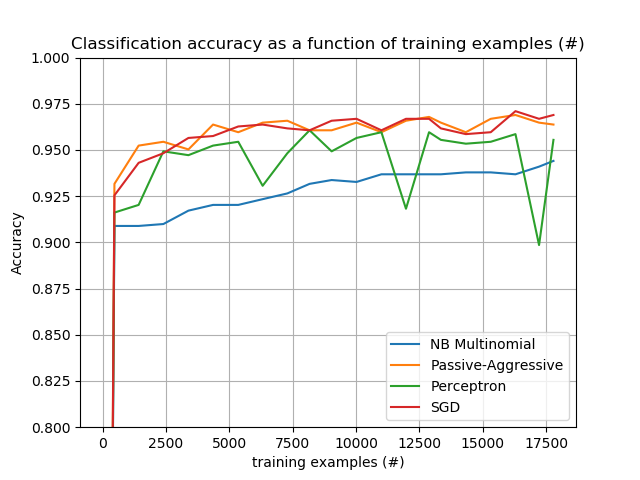 Classification accuracy as a function of training examples (#)
1.000
0.975
0.950
0.925
0.900
0.875
0.850
0.825
0.800
Accuracy
NB Multinomial
Passive-Aggressive
Perceptron
SGD
0 2500 5000 7500 10000 12500 15000 17500
training examples (#)